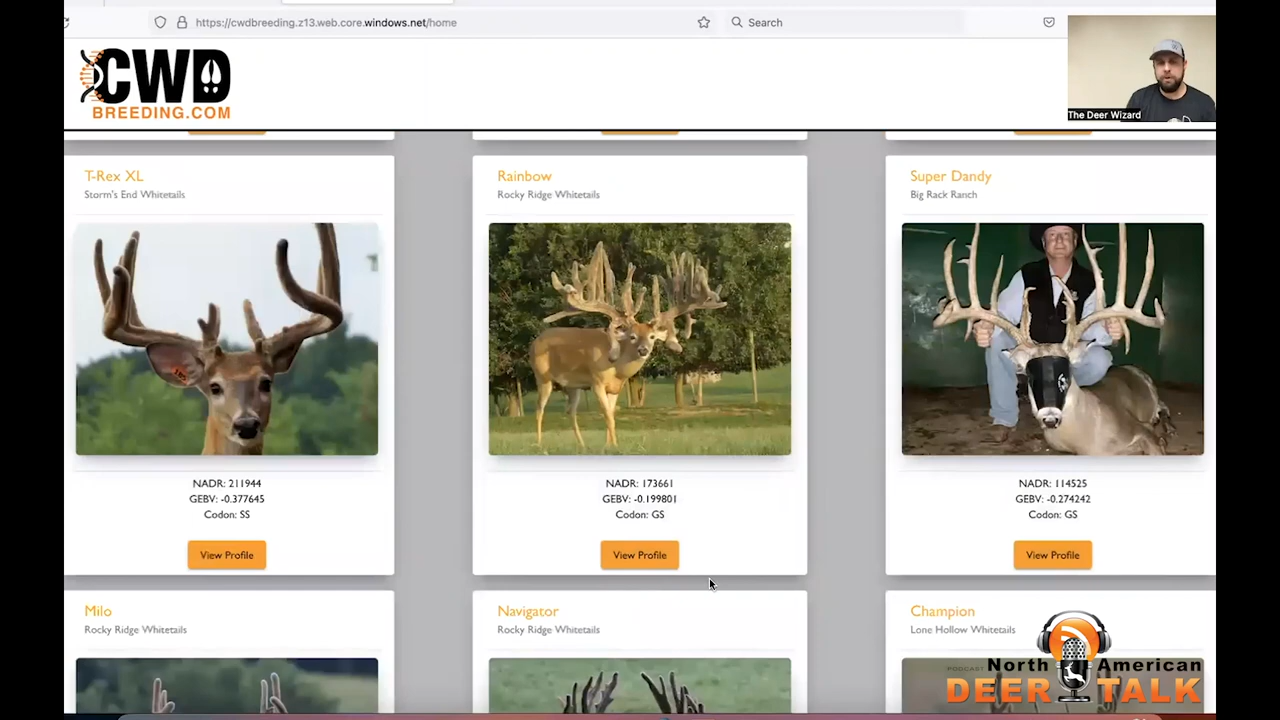 https://cwdbreeding.z13.web.core.windows.net/home
Search
CWD
BREEDING.COM
The Deer Wizard
T-Rex XL
Storm's End Whitetails
NADR: 211944
GEBV: -0.377645
Codon: SS
View Profile
Rainbow
Rocky Ridge Whitetails
NADR: 173661
GEBV: -0.199801
Codon: GS
View Profile
Super Dandy
Big Rack Ranch
NADR: 114525
GEBV: -0.274242
Codon: GS
View Profile
Milo
Rocky Ridge Whitetails
Navigator
Rocky Ridge Whitetails
Champion
Lone Hollow Whitetails
PODCAST North American
DEER TALK